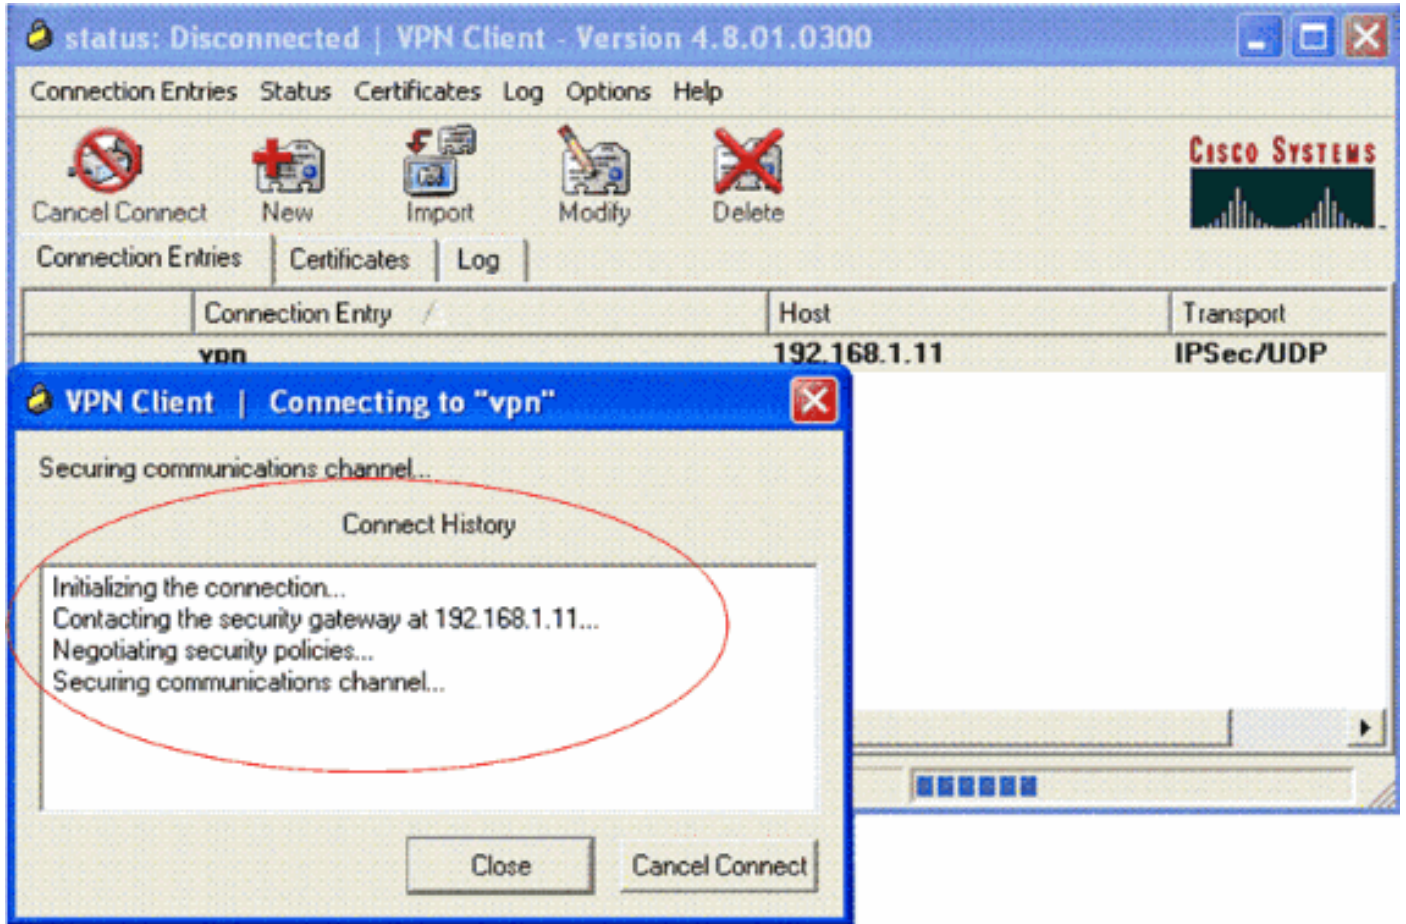 status: Disconnected | VPN Client - Version 4.8.01.0300
Connection Entries Status Certificates Log Options Help
CISCO SYSTEMS
Cancel Connect New Import Modify Delete
Connection Entries Certificates Log
Connection Entry Host Transport
vpn 192.168.1.11 IPSec/UDP
VPN Client | Connecting to "vpn"
Securing communications channel...
Connect History
Initializing the connection...
Contacting the security gateway at 192.168.1.11...
Negotiating security policies...
Securing communications channel...
Close Cancel Connect